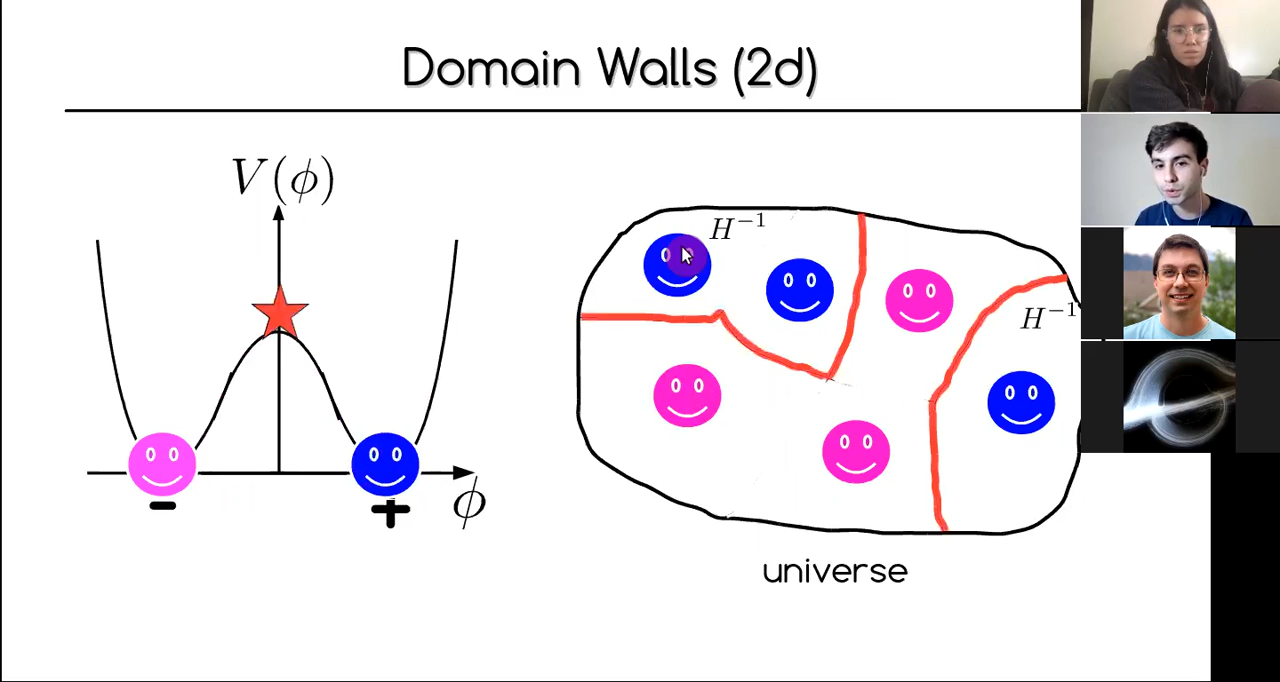 Domain Walls (2d)
V(ϕ)
H⁻¹
H⁻¹
- + ϕ
universe